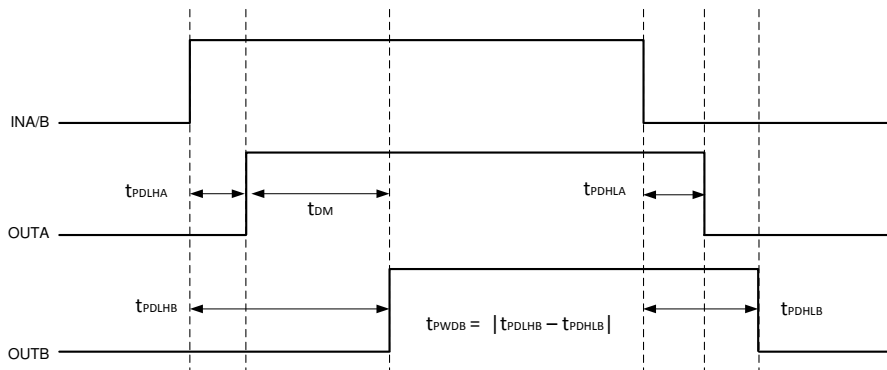 INA/B
tPDLHA
tDM
tPDHLA
OUTA
tPDLHB
tPWDB = |tPDLHB – tPDHLB|
tPDHLB
OUTB